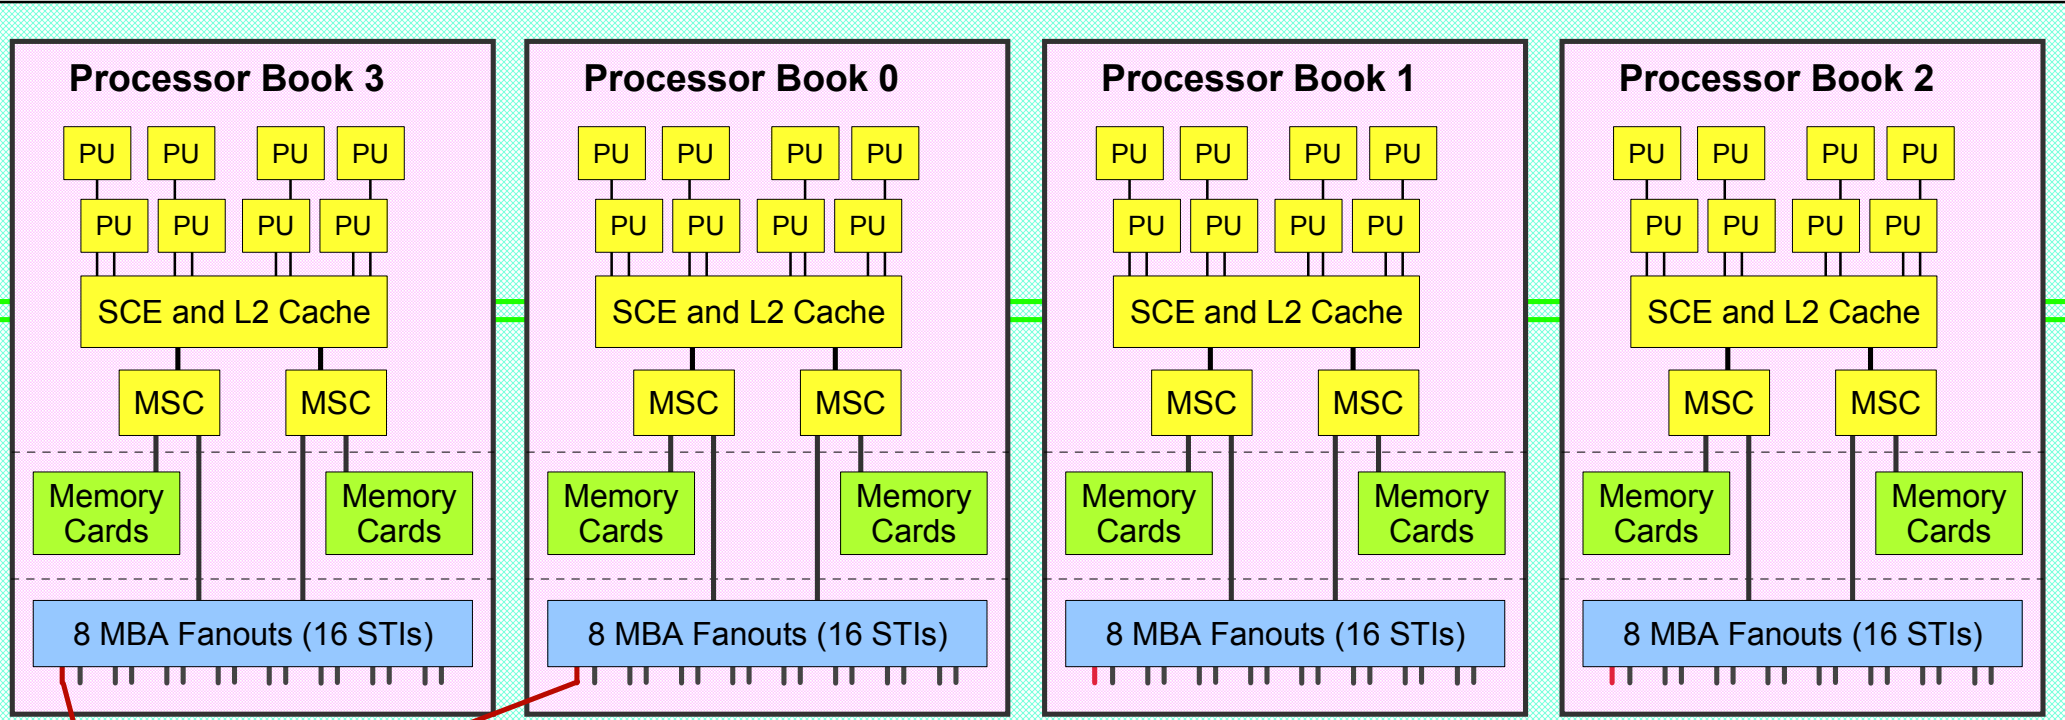 Processor Book 3
PU PU PU PU
PU PU PU PU
SCE and L2 Cache
MSC MSC
Memory Cards
Memory Cards
8 MBA Fanouts (16 STIs)
Processor Book 0
PU PU PU PU
PU PU PU PU
SCE and L2 Cache
MSC MSC
Memory Cards
Memory Cards
8 MBA Fanouts (16 STIs)
Processor Book 1
PU PU PU PU
PU PU PU PU
SCE and L2 Cache
MSC MSC
Memory Cards
Memory Cards
8 MBA Fanouts (16 STIs)
Processor Book 2
PU PU PU PU
PU PU PU PU
SCE and L2 Cache
MSC MSC
Memory Cards
Memory Cards
8 MBA Fanouts (16 STIs)